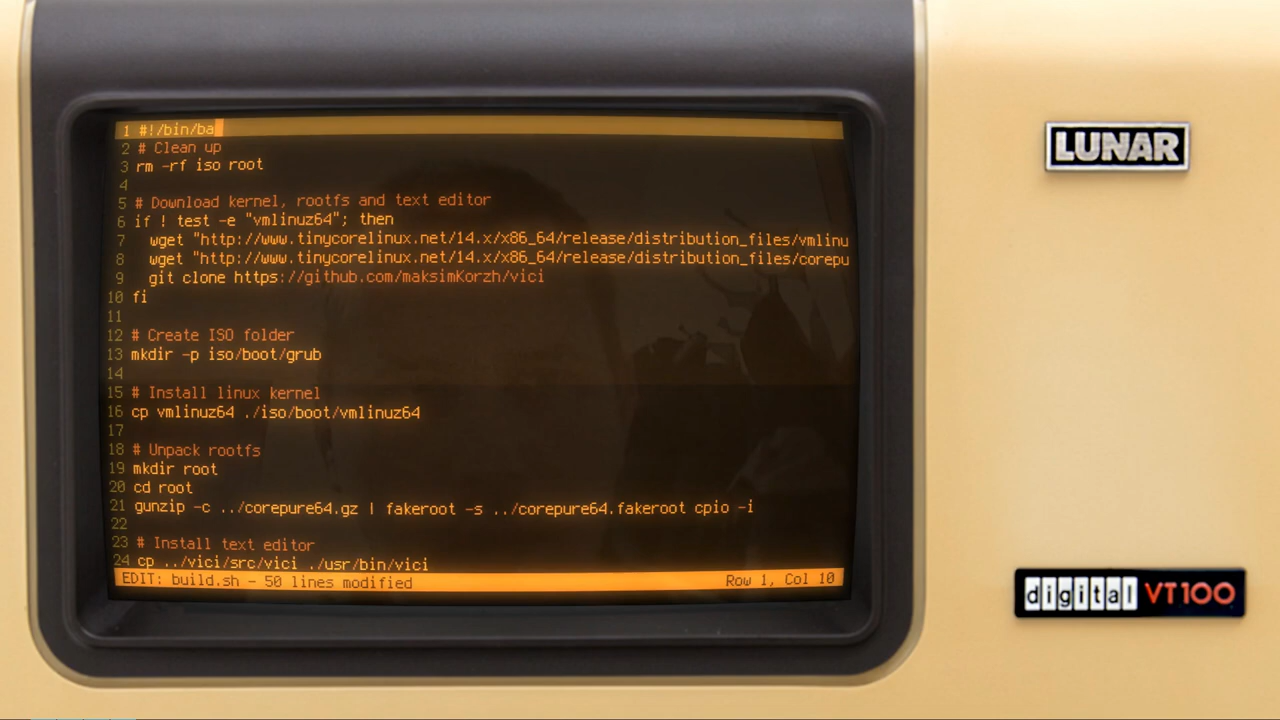 1 #!/bin/ba
2 # Clean up
3 rm -rf iso root
4
5 # Download kernel, rootfs and text editor
6 if ! test -e "vmlinuz64"; then
7 wget "http://www.tinycorelinux.net/14.x/x86_64/release/distribution_files/vmlinu
8 wget "http://www.tinycorelinux.net/14.x/x86_64/release/distribution_files/corepu
9 git clone https://github.com/maksimKorzh/vici
10 fi
11
12 # Create ISO folder
13 mkdir -p iso/boot/grub
14
15 # Install linux kernel
16 cp vmlinuz64 ./iso/boot/vmlinuz64
17
18 # Unpack rootfs
19 mkdir root
20 cd root
21 gunzip -c ../corepure64.gz | fakeroot -s ../corepure64.fakeroot cpio -i
22
23 # Install text editor
24 cp ../vici/src/vici ./usr/bin/vici
EDIT: build.sh - 50 lines modified Row 1, Col 10
LUNAR
digital VT100